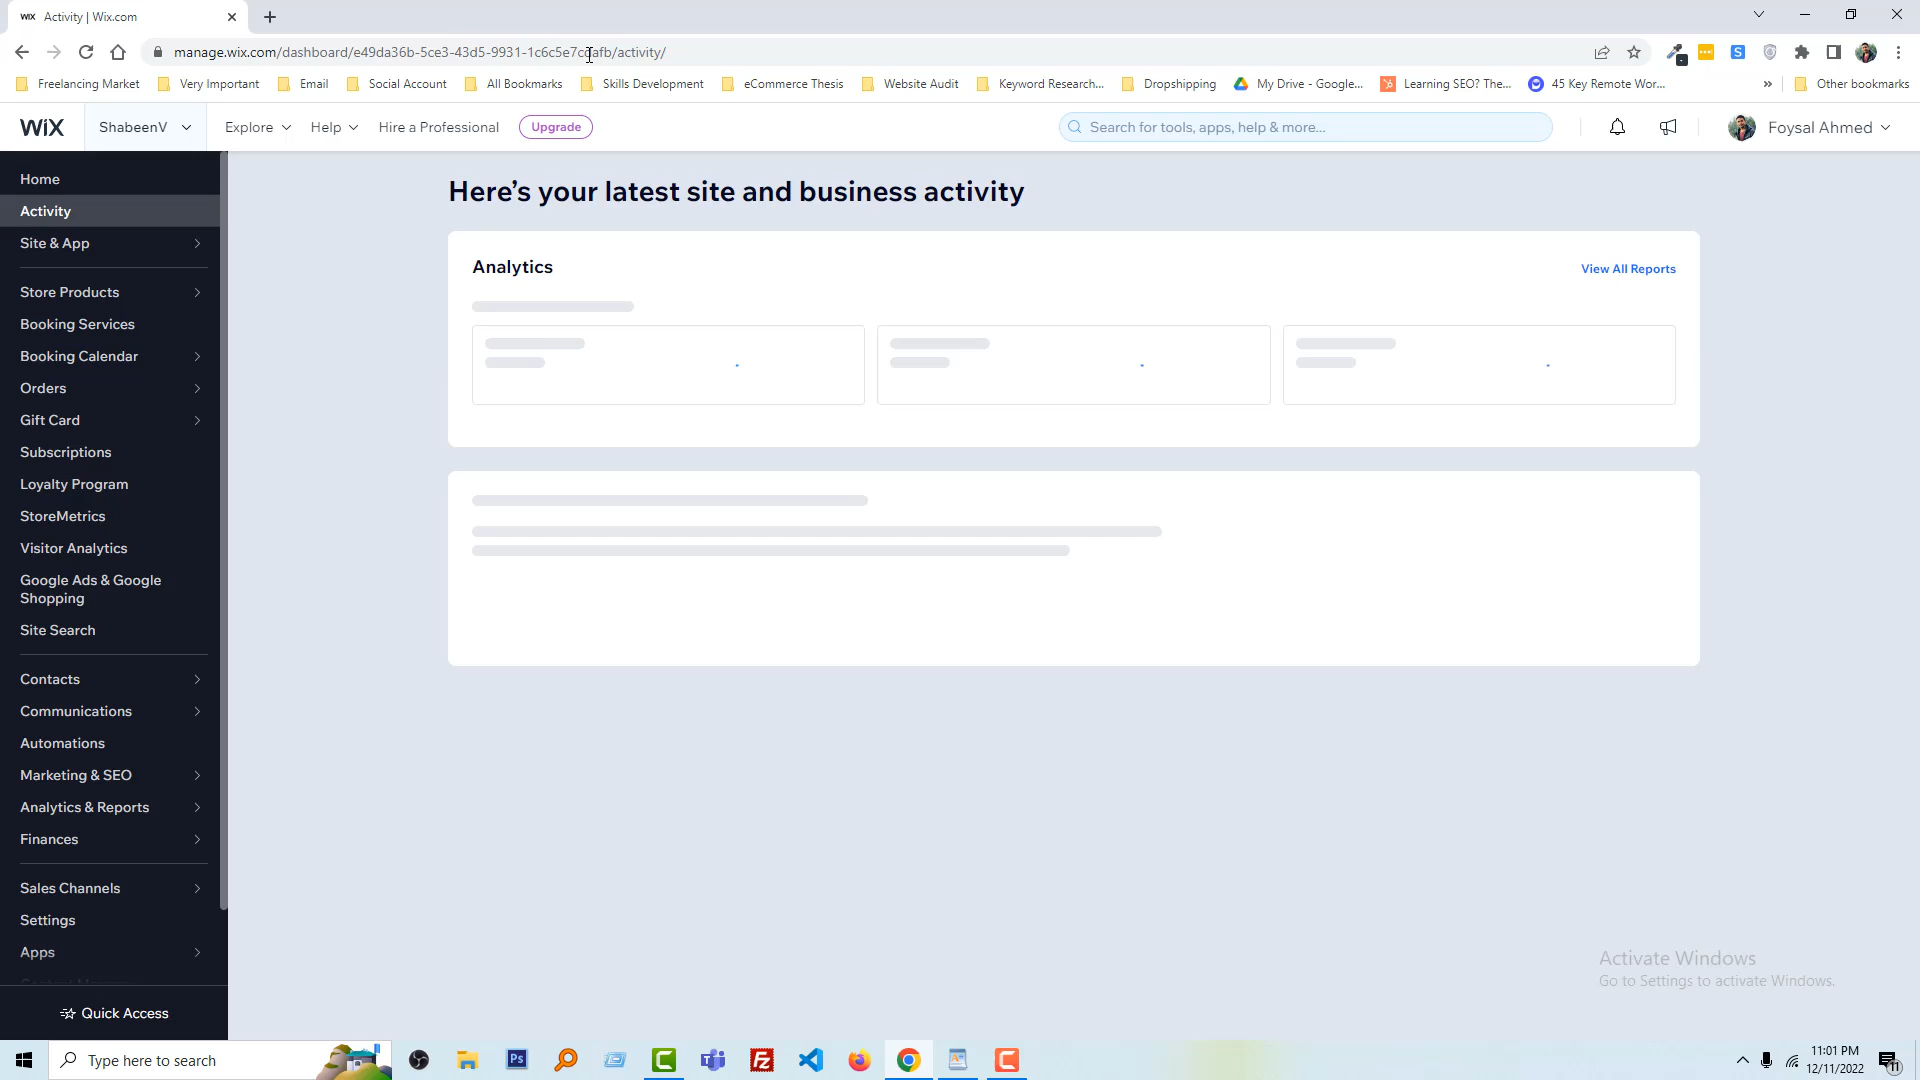 WIX Activity | Wix.com
manage.wix.com/dashboard/e49da36b-5ce3-43d5-9931-1c6c5e7cdafb/activity/
Freelancing Market Very Important Email Social Account All Bookmarks Skills Development eCommerce Thesis Website Audit Keyword Research... Dropshipping My Drive - Google... Learning SEO? The... 45 Key Remote Wor... » Other bookmarks
WIX ShabeenV Explore Help Hire a Professional Upgrade Search for tools, apps, help & more... Foysal Ahmed
Home
Activity
Site & App
Store Products
Booking Services
Booking Calendar
Orders
Gift Card
Subscriptions
Loyalty Program
StoreMetrics
Visitor Analytics
Google Ads & Google
Shopping
Site Search
Contacts
Communications
Automations
Marketing & SEO
Analytics & Reports
Finances
Sales Channels
Settings
Apps
Quick Access
Here's your latest site and business activity
Analytics View All Reports
Activate Windows
Go to Settings to activate Windows.
Type here to search
Ps
Fz
11:01 PM
12/11/2022
11